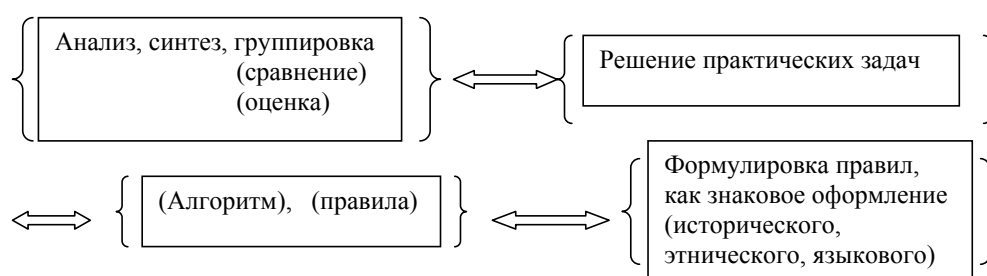 Анализ, синтез, группировка
(сравнение)
(оценка)
Решение практических задач
(Алгоритм), (правила)
Формулировка правил,
как знаковое оформление
(исторического,
этнического, языкового)